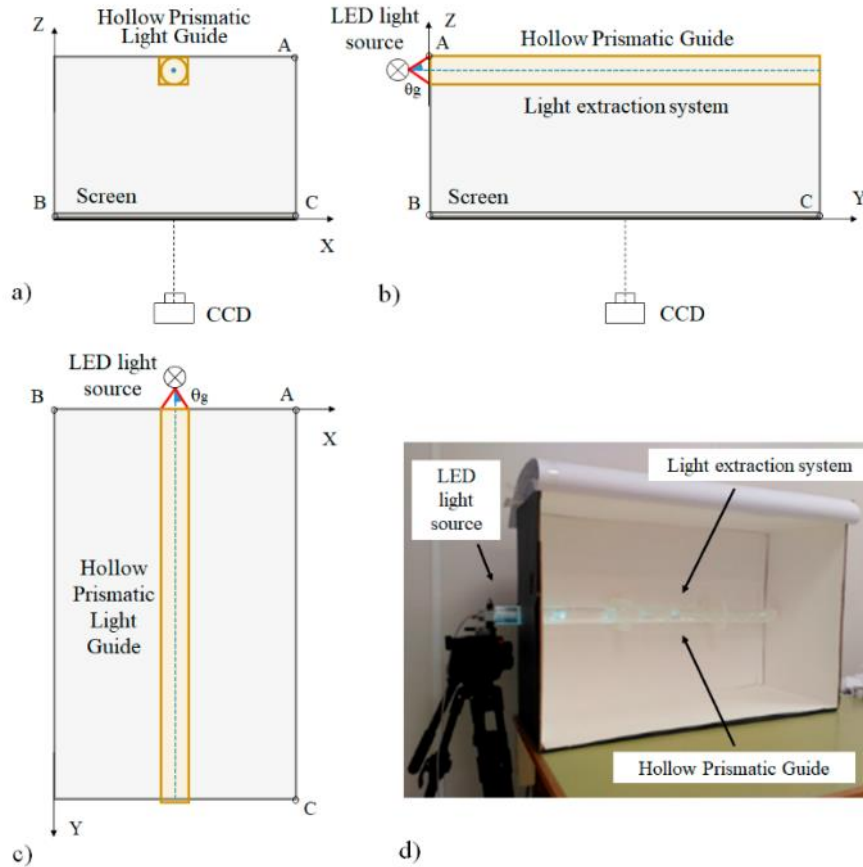 Z
Hollow Prismatic
Light Guide
A
B
Screen
C
X
a)
CCD
LED light
source
Z
A
Hollow Prismatic Guide
θg
Light extraction system
B
Screen
C
Y
b)
CCD
LED light
source
B
θg
A
X
Hollow
Prismatic
Light
Guide
C
Y
c)
LED
light
source
Light extraction system
Hollow Prismatic Guide
d)